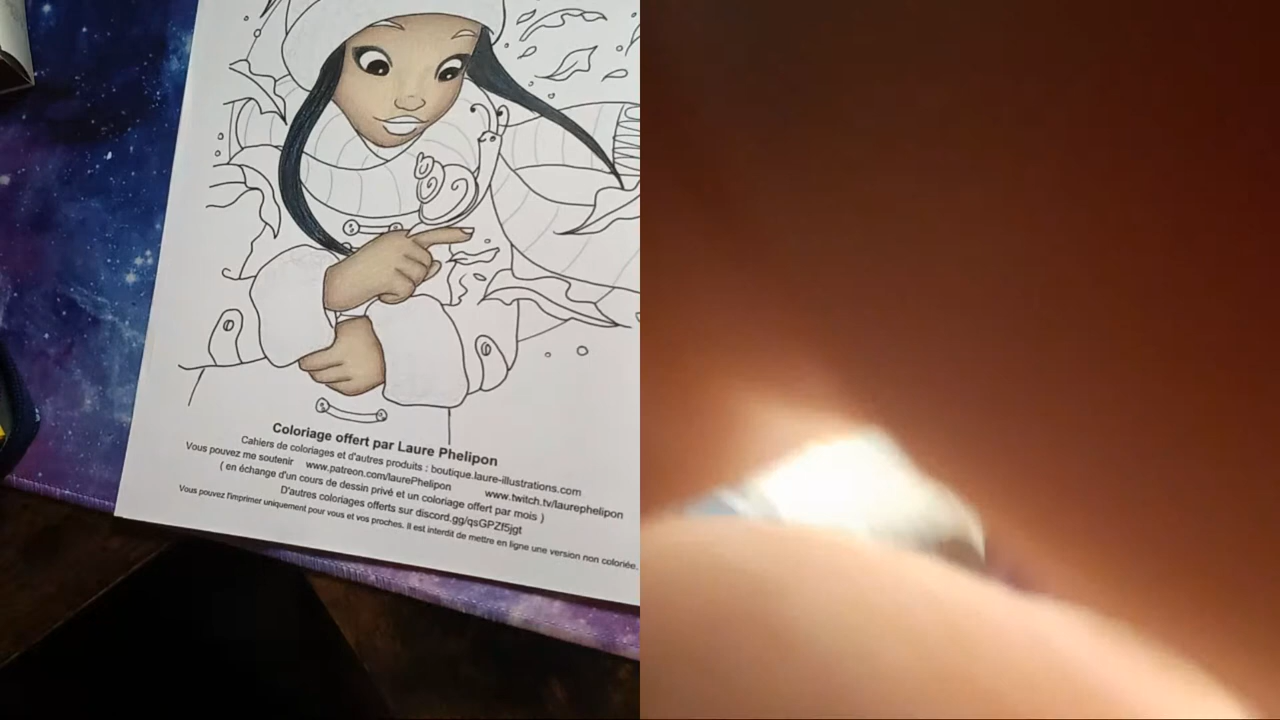 Coloriage offert par Laure Phelipon
Cahiers de coloriages et d'autres produits : boutique.laure-illustrations.com
Vous pouvez me soutenir www.patreon.com/laurePhelipon www.twitch.tv/laurephelipon
( en échange d'un cours de dessin privé et un coloriage offert par mois )
D'autres coloriages offerts sur discord.gg/qsGPZf5jgt
Vous pouvez l'imprimer uniquement pour vous et vos proches. Il est interdit de mettre en ligne une version non coloriée.